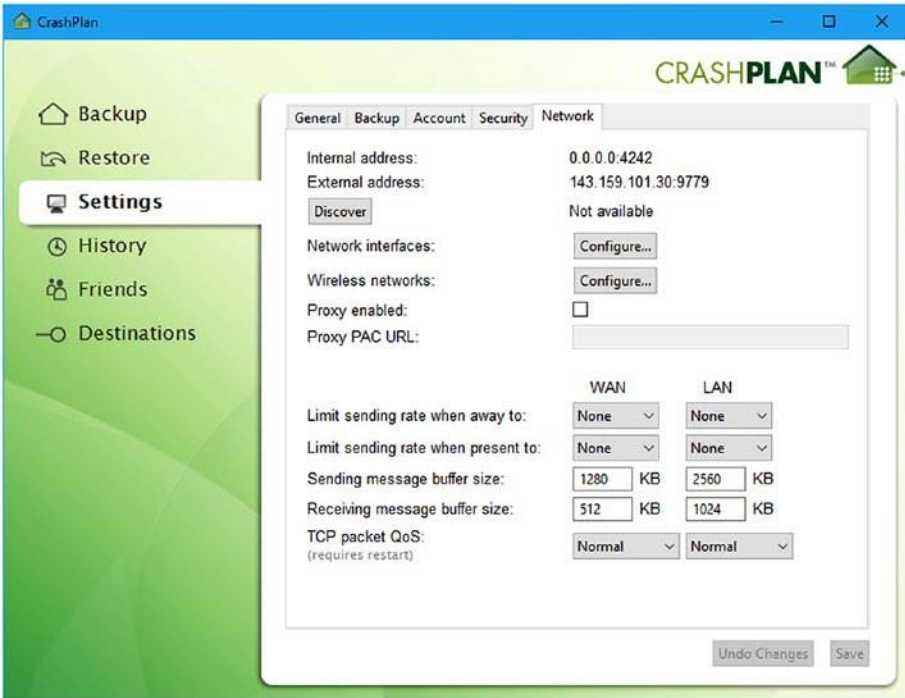 CrashPlan
CRASHPLAN™
Backup
Restore
Settings
History
Friends
Destinations
General Backup Account Security Network
Internal address: 0.0.0.0:4242
External address: 143.159.101.30:9779
Discover Not available
Network interfaces: Configure...
Wireless networks: Configure...
Proxy enabled:
Proxy PAC URL:
WAN LAN
Limit sending rate when away to: None None
Limit sending rate when present to: None None
Sending message buffer size: 1280 KB 2560 KB
Receiving message buffer size: 512 KB 1024 KB
TCP packet QoS: Normal Normal
(requires restart)
Undo Changes Save